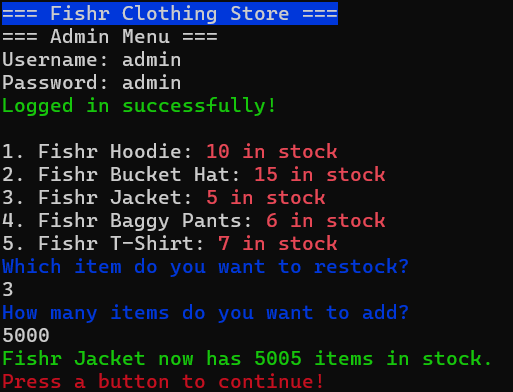 === Fishr Clothing Store ===
=== Admin Menu ===
Username: admin
Password: admin
Logged in successfully!
1. Fishr Hoodie: 10 in stock
2. Fishr Bucket Hat: 15 in stock
3. Fishr Jacket: 5 in stock
4. Fishr Baggy Pants: 6 in stock
5. Fishr T-Shirt: 7 in stock
Which item do you want to restock?
3
How many items do you want to add?
5000
Fishr Jacket now has 5005 items in stock.
Press a button to continue!